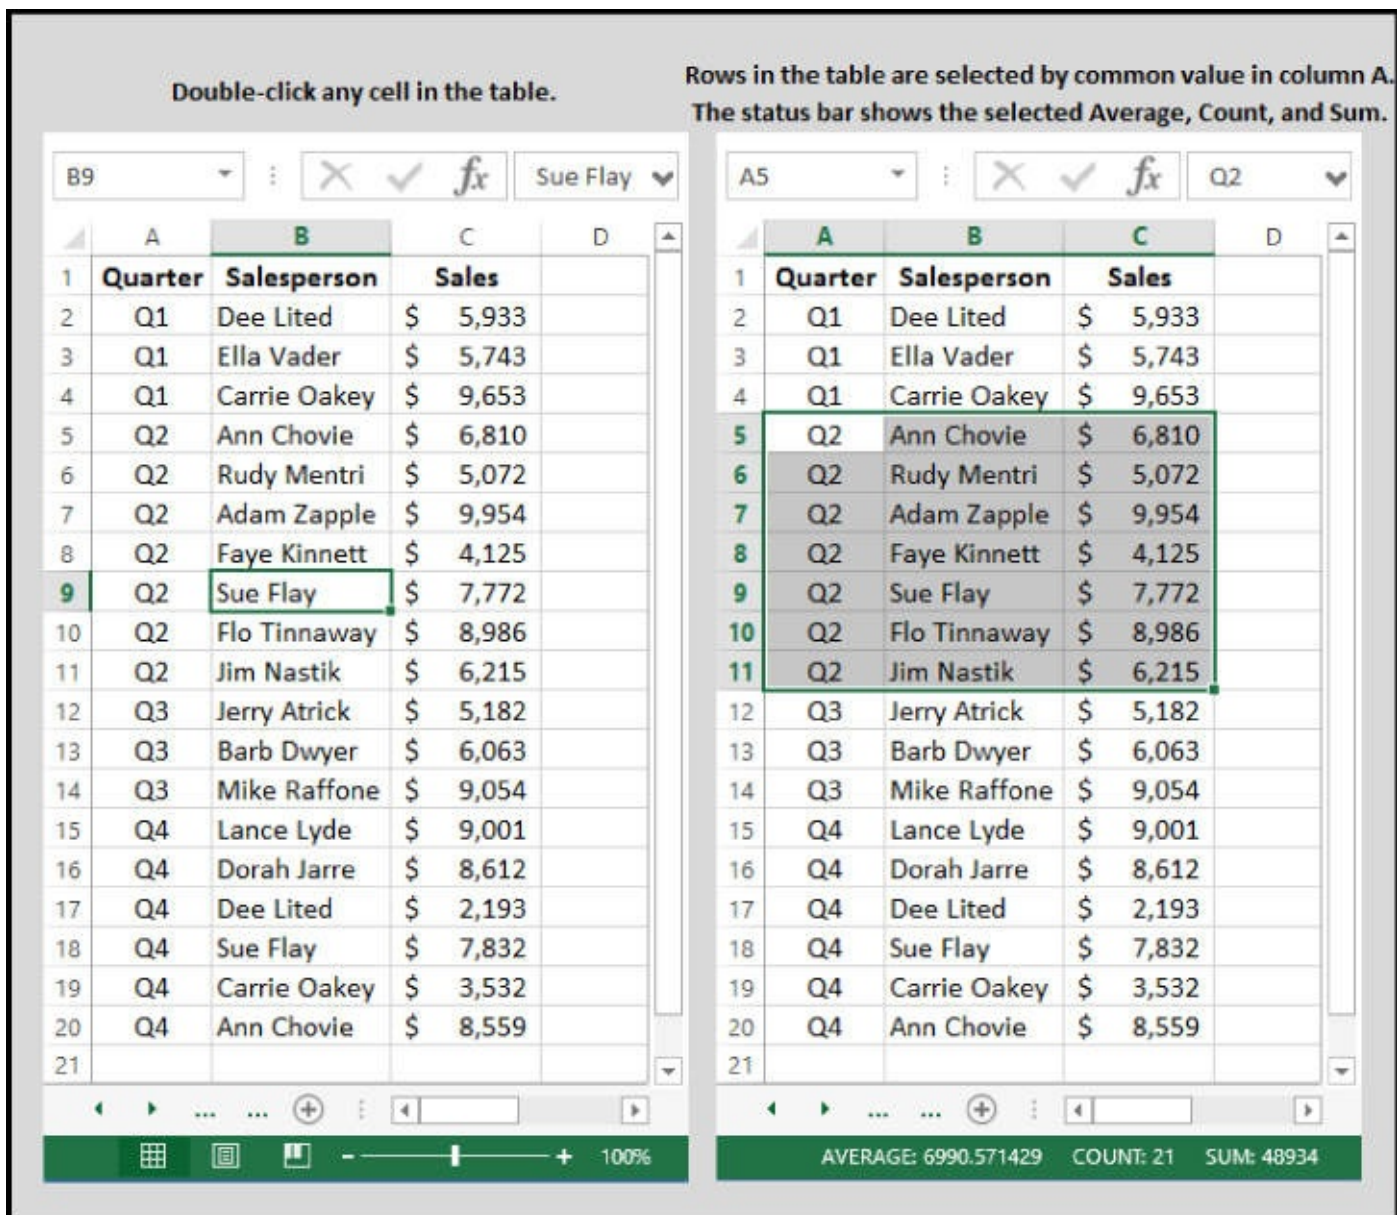 Double-click any cell in the table.
B9 fx Sue Flay
A B C D
1 Quarter Salesperson Sales
2 Q1 Dee Lited $ 5,933
3 Q1 Ella Vader $ 5,743
4 Q1 Carrie Oakey $ 9,653
5 Q2 Ann Chovie $ 6,810
6 Q2 Rudy Mentri $ 5,072
7 Q2 Adam Zapple $ 9,954
8 Q2 Faye Kinnett $ 4,125
9 Q2 Sue Flay $ 7,772
10 Q2 Flo Tinnaway $ 8,986
11 Q2 Jim Nastik $ 6,215
12 Q3 Jerry Atrick $ 5,182
13 Q3 Barb Dwyer $ 6,063
14 Q3 Mike Raffone $ 9,054
15 Q4 Lance Lyde $ 9,001
16 Q4 Dorah Jarre $ 8,612
17 Q4 Dee Lited $ 2,193
18 Q4 Sue Flay $ 7,832
19 Q4 Carrie Oakey $ 3,532
20 Q4 Ann Chovie $ 8,559
21
... ...
100%
Rows in the table are selected by common value in column A.
The status bar shows the selected Average, Count, and Sum.
A5 fx Q2
A B C D
1 Quarter Salesperson Sales
2 Q1 Dee Lited $ 5,933
3 Q1 Ella Vader $ 5,743
4 Q1 Carrie Oakey $ 9,653
5 Q2 Ann Chovie $ 6,810
6 Q2 Rudy Mentri $ 5,072
7 Q2 Adam Zapple $ 9,954
8 Q2 Faye Kinnett $ 4,125
9 Q2 Sue Flay $ 7,772
10 Q2 Flo Tinnaway $ 8,986
11 Q2 Jim Nastik $ 6,215
12 Q3 Jerry Atrick $ 5,182
13 Q3 Barb Dwyer $ 6,063
14 Q3 Mike Raffone $ 9,054
15 Q4 Lance Lyde $ 9,001
16 Q4 Dorah Jarre $ 8,612
17 Q4 Dee Lited $ 2,193
18 Q4 Sue Flay $ 7,832
19 Q4 Carrie Oakey $ 3,532
20 Q4 Ann Chovie $ 8,559
21
... ...
AVERAGE: 6990.571429 COUNT: 21 SUM: 48934